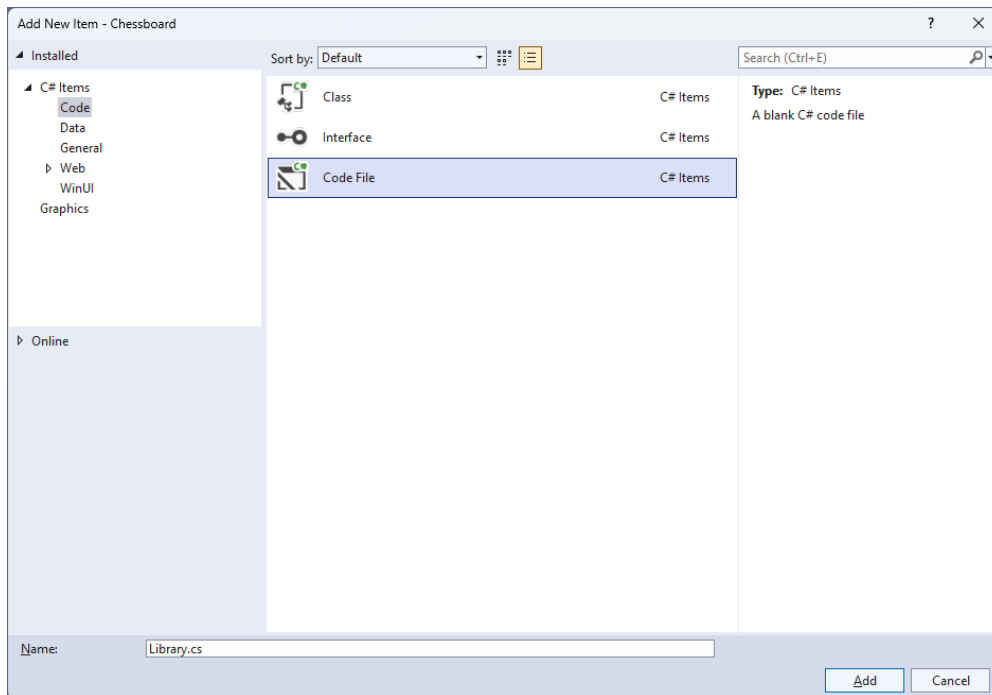 Add New Item - Chessboard
?
Installed
Sort by: Default
Search (Ctrl+E)
C# Items
Code
Data
General
Web
WinUI
Graphics
Online
Class C# Items
Interface C# Items
Code File C# Items
Type: C# Items
A blank C# code file
Name: Library.cs
Add Cancel